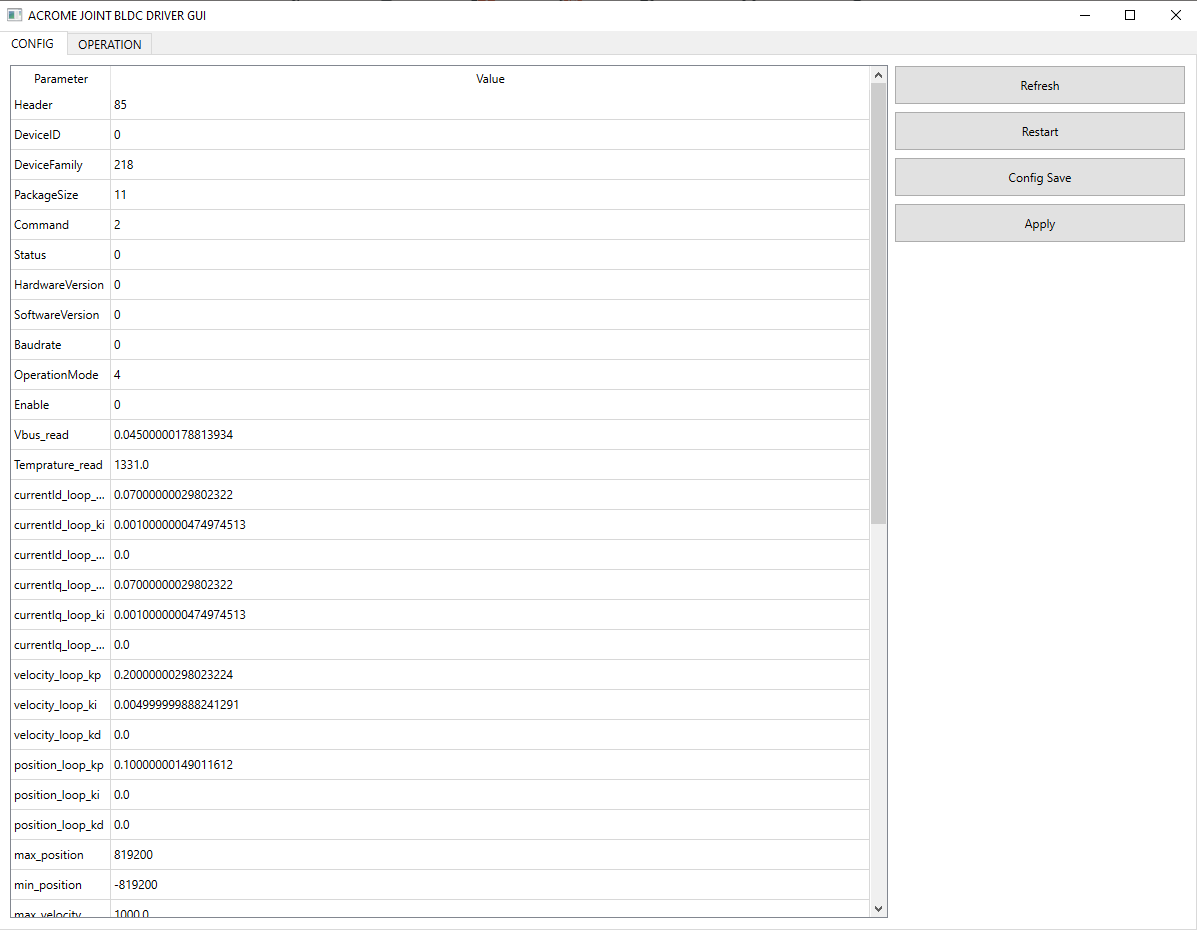 ACROME JOINT BLDC DRIVER GUI
CONFIG OPERATION
Parameter Value
Header 85
DeviceID 0
DeviceFamily 218
PackageSize 11
Command 2
Status 0
HardwareVersion 0
SoftwareVersion 0
Baudrate 0
OperationMode 4
Enable 0
Vbus_read 0.04500000178813934
Temprature_read 1331.0
currentId_loop_... 0.07000000029802322
currentId_loop_ki 0.0010000000474974513
currentId_loop_... 0.0
currentIq_loop_... 0.07000000029802322
currentIq_loop_ki 0.0010000000474974513
currentIq_loop_... 0.0
velocity_loop_kp 0.20000000298023224
velocity_loop_ki 0.004999999888241291
velocity_loop_kd 0.0
position_loop_kp 0.10000000149011612
position_loop_ki 0.0
position_loop_kd 0.0
max_position 819200
min_position -819200
max_velocity 1000.0
Refresh
Restart
Config Save
Apply